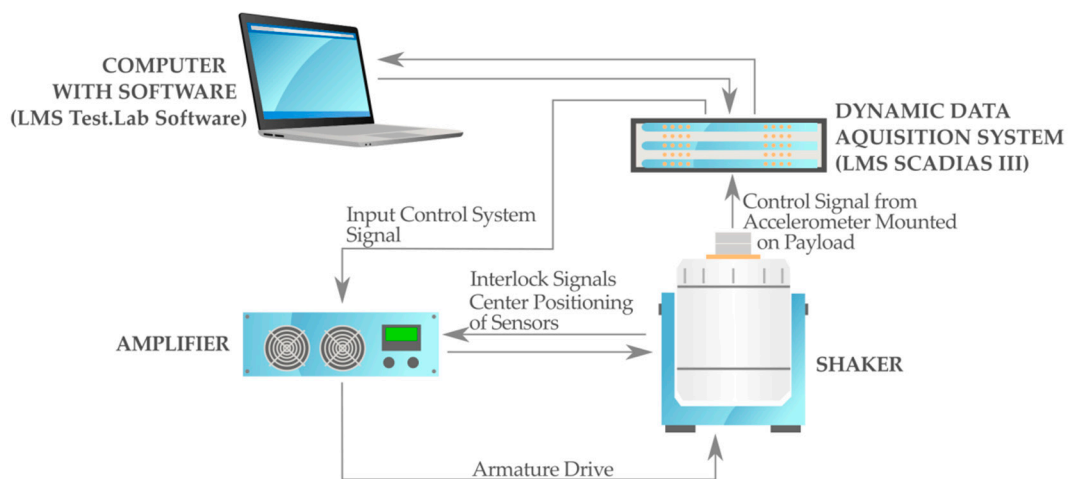 COMPUTER
WITH SOFTWARE
(LMS Test.Lab Software)
DYNAMIC DATA
AQUISITION SYSTEM
(LMS SCADIAS III)
Control Signal from
Accelerometer Mounted
on Payload
Input Control System
Signal
Interlock Signals
Center Positioning
of Sensors
AMPLIFIER
SHAKER
Armature Drive